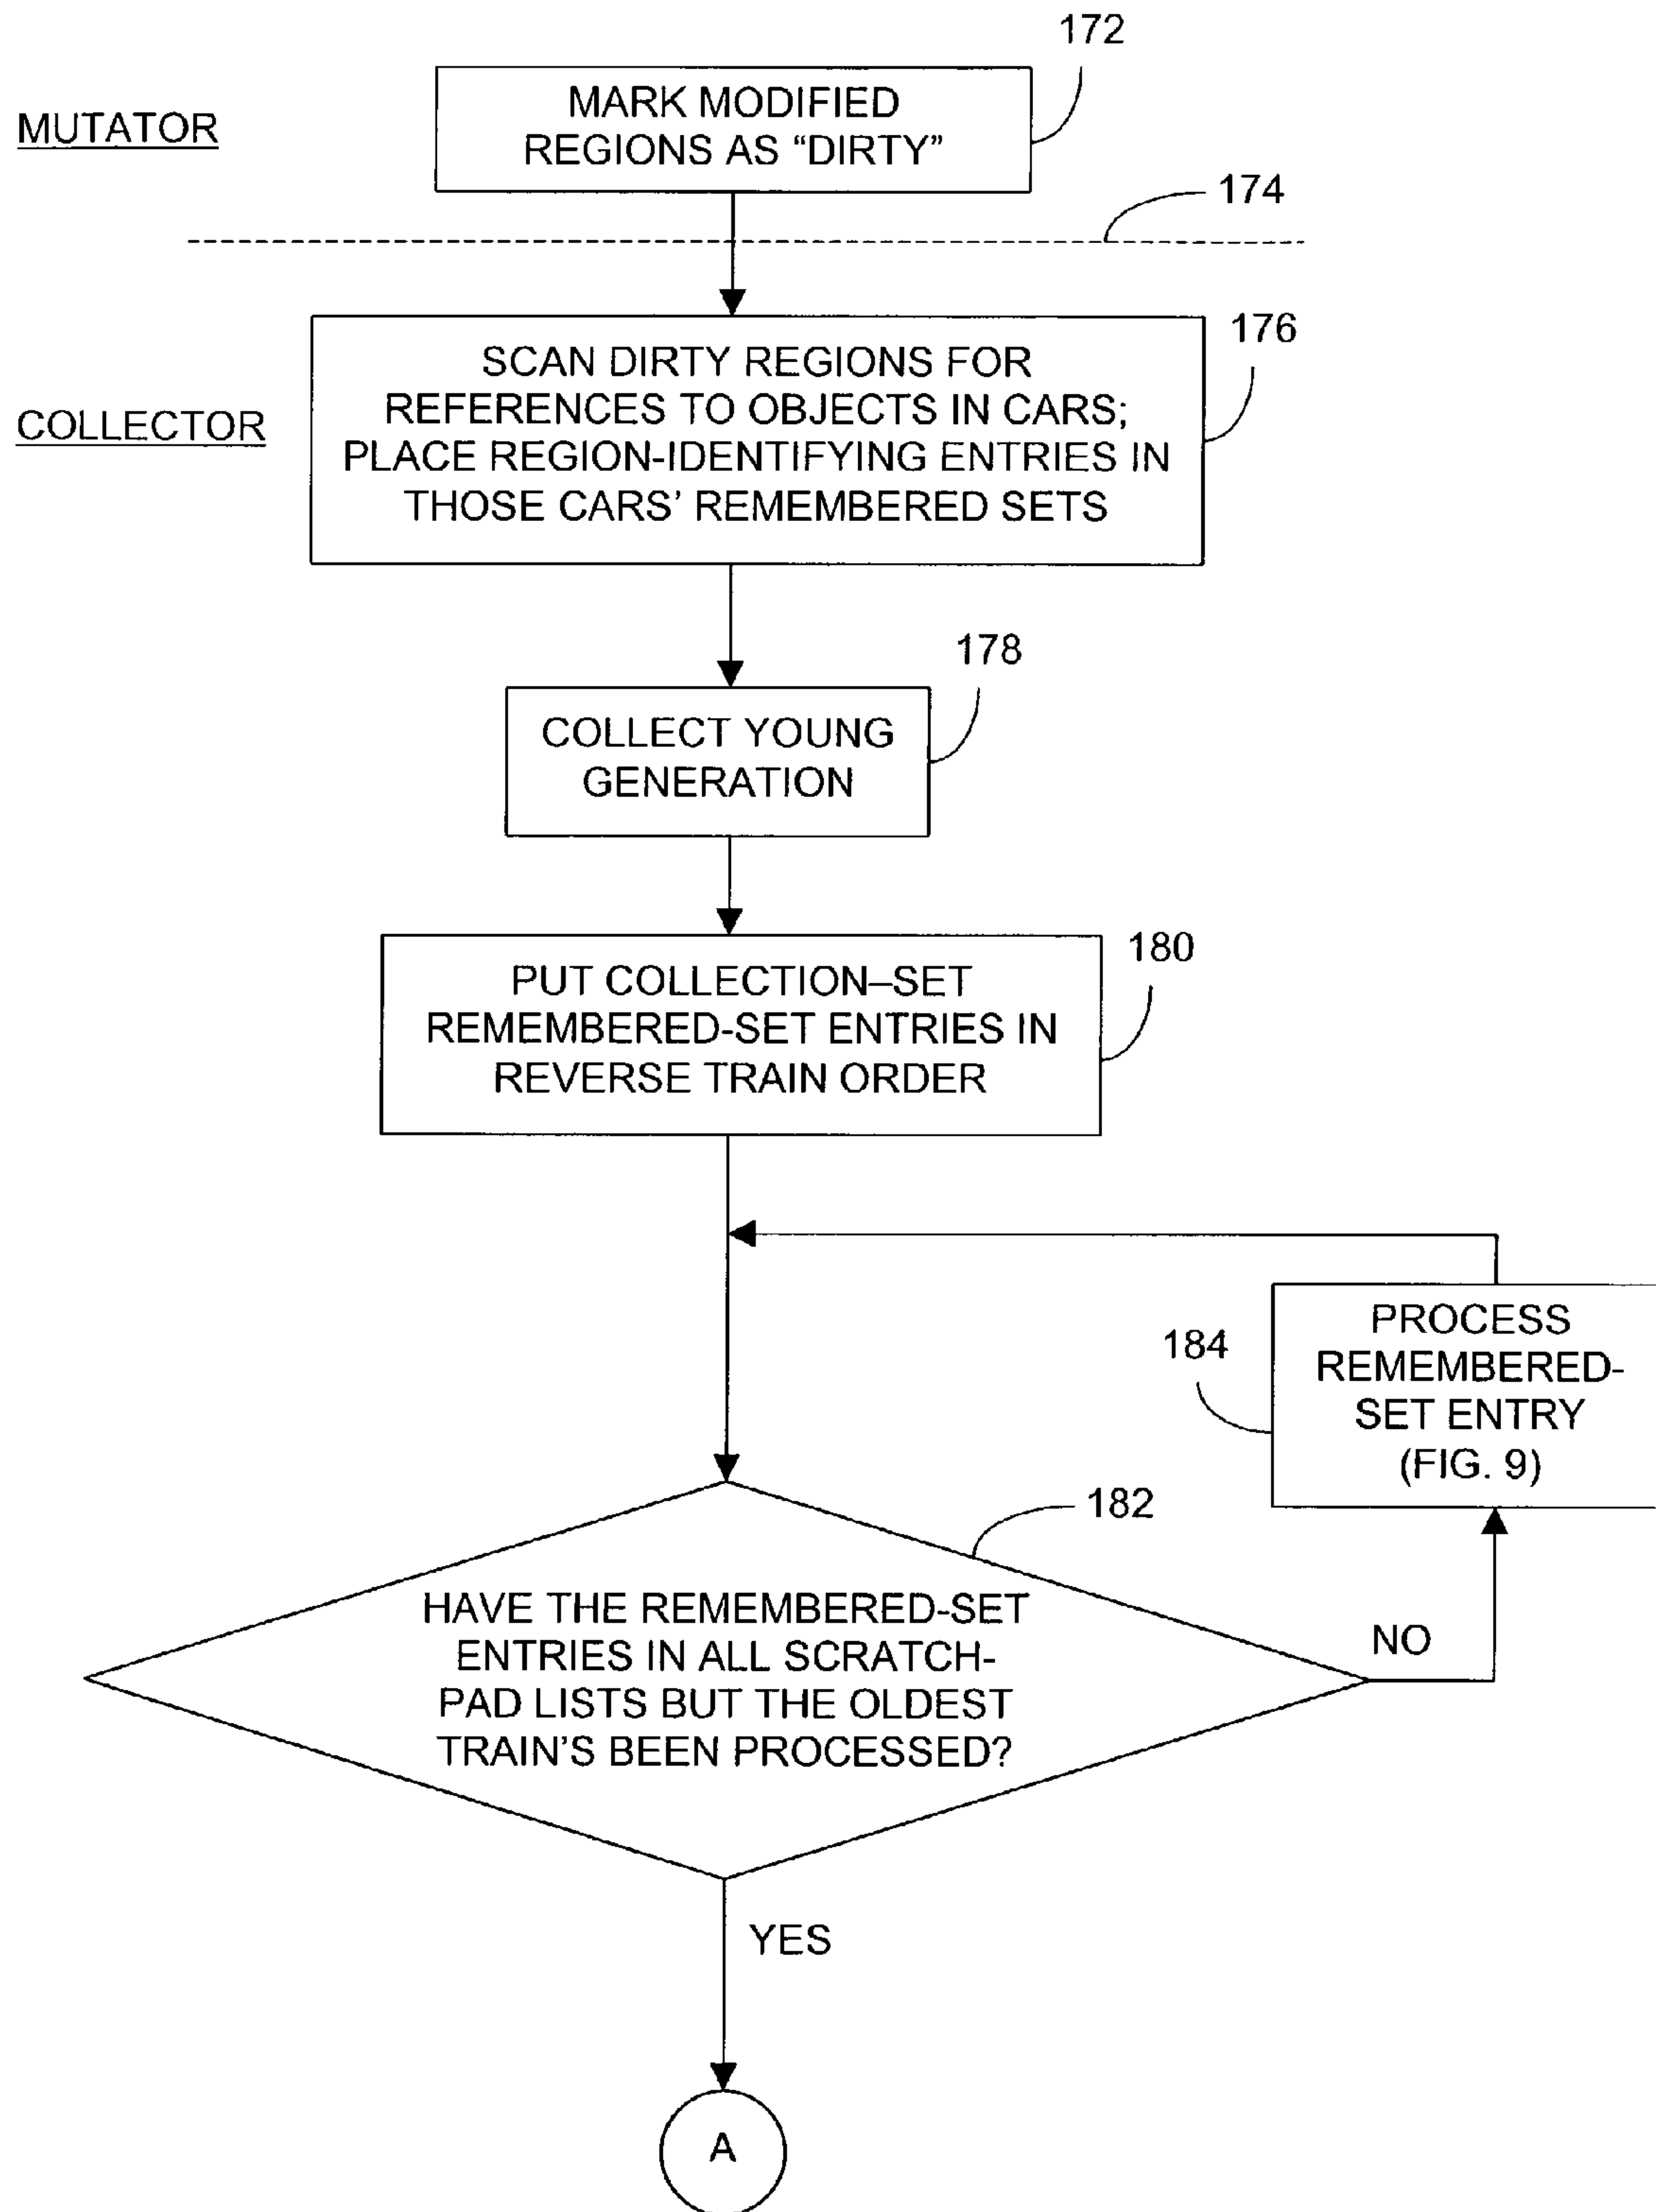 172
MARK MODIFIED
REGIONS AS “DIRTY”
MUTATOR
174
176
SCAN DIRTY REGIONS FOR
REFERENCES TO OBJECTS IN CARS;
PLACE REGION-IDENTIFYING ENTRIES IN
THOSE CARS’ REMEMBERED SETS
COLLECTOR
178
COLLECT YOUNG
GENERATION
180
PUT COLLECTION–SET
REMEMBERED-SET ENTRIES IN
REVERSE TRAIN ORDER
184
PROCESS
REMEMBERED-
SET ENTRY
(FIG. 9)
182
HAVE THE REMEMBERED-SET
ENTRIES IN ALL SCRATCH-
PAD LISTS BUT THE OLDEST
TRAIN’S BEEN PROCESSED?
NO
YES
A